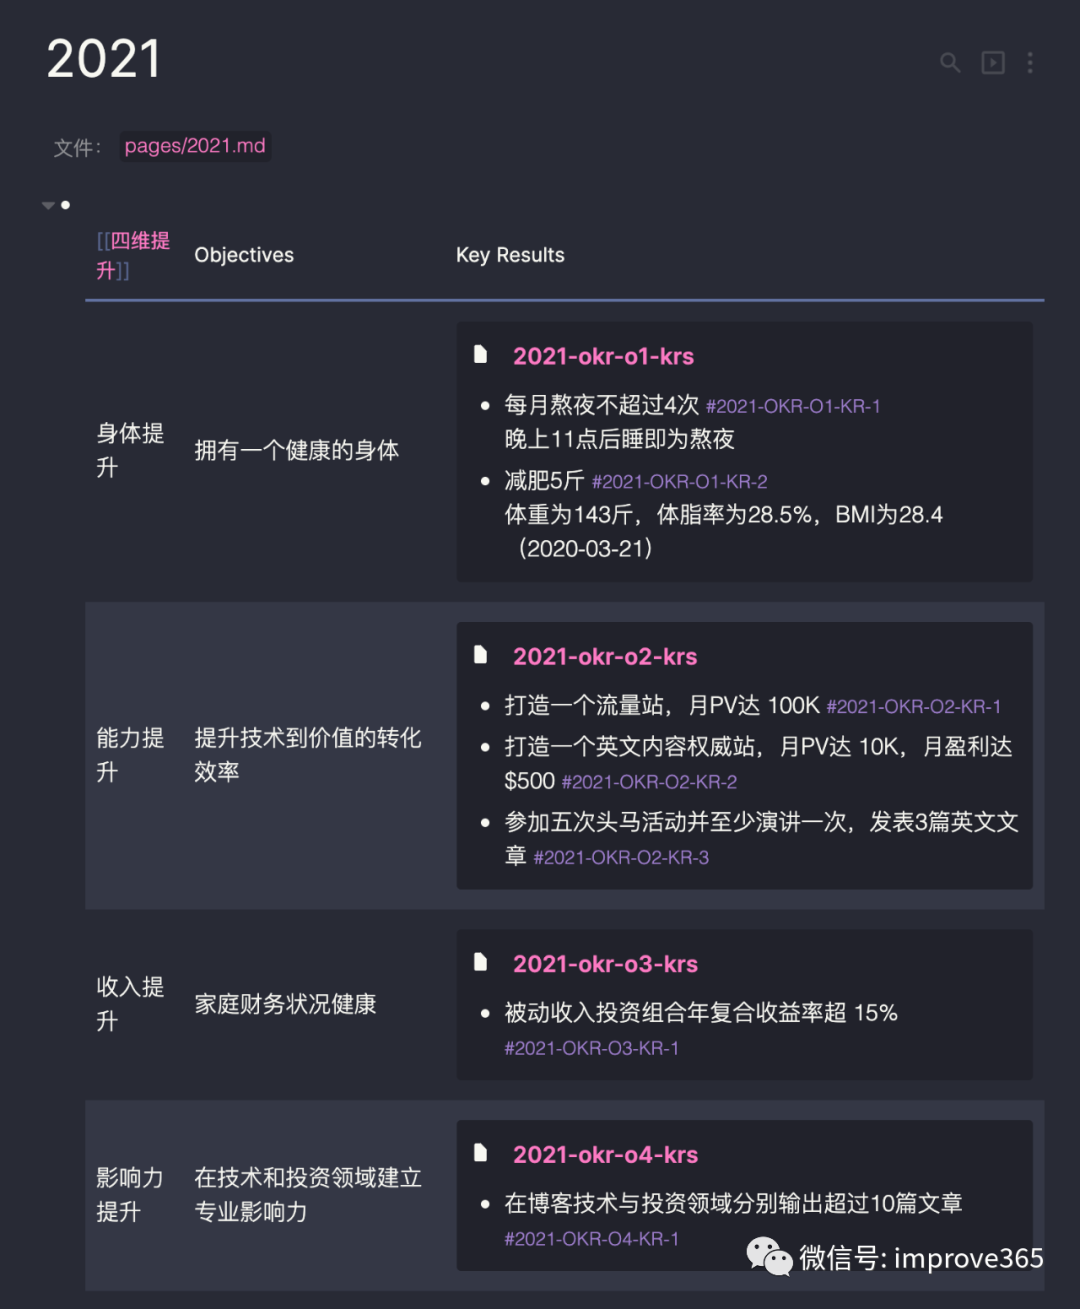 2021
文件： pages/2021.md
[[四维提
升]]
Objectives
Key Results
身体提
升
拥有一个健康的身体
2021-okr-o1-krs
每月熬夜不超过4次 #2021-OKR-O1-KR-1
晚上11点后睡即为熬夜
减肥5斤 #2021-OKR-O1-KR-2
体重为143斤，体脂率为28.5%，BMI为28.4
（2020-03-21）
能力提
升
提升技术到价值的转化
效率
2021-okr-o2-krs
打造一个流量站，月PV达 100K #2021-OKR-O2-KR-1
打造一个英文内容权威站，月PV达 10K，月盈利达
$500 #2021-OKR-O2-KR-2
参加五次头马活动并至少演讲一次，发表3篇英文文
章 #2021-OKR-O2-KR-3
收入提
升
家庭财务状况健康
2021-okr-o3-krs
被动收入投资组合年复合收益率超 15%
#2021-OKR-O3-KR-1
影响力
提升
在技术和投资领域建立
专业影响力
2021-okr-o4-krs
在博客技术与投资领域分别输出超过10篇文章
#2021-OKR-O4-KR-1
微信号: improve365